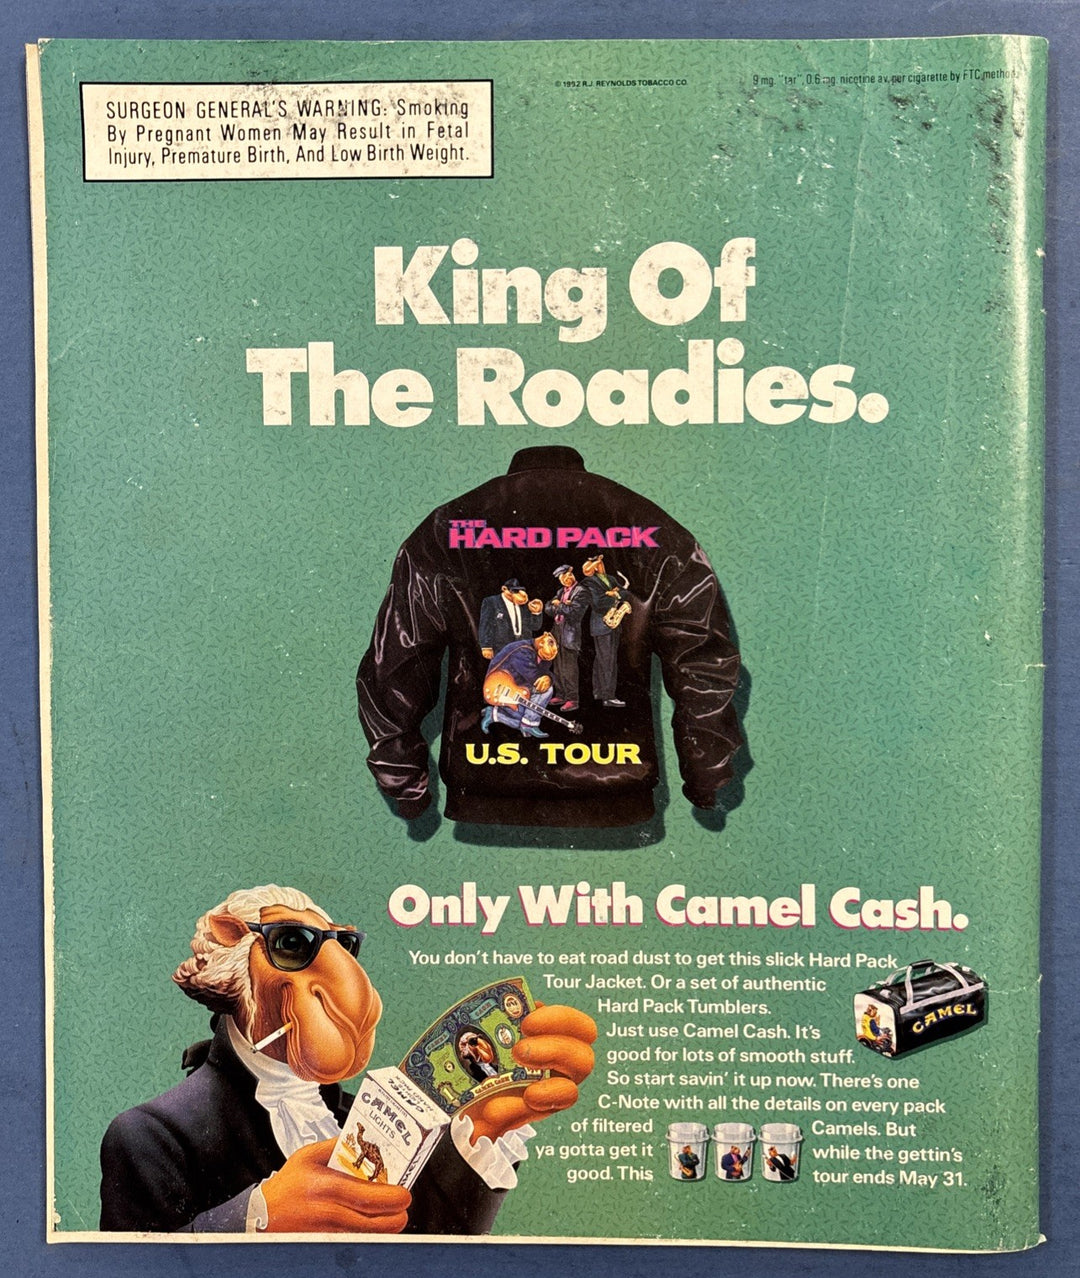 SURGEON GENERAL'S WARNING: Smoking
By Pregnant Women May Result in Fetal
Injury, Premature Birth, And Low Birth Weight.
© 1992 R.J. REYNOLDS TOBACCO CO.
9 mg. "tar", 0.6 mg. nicotine av. per cigarette by FTC method.
King Of
The Roadies.
THE
HARD PACK
U.S. TOUR
Only With Camel Cash.
You don't have to eat road dust to get this slick Hard Pack
Tour Jacket. Or a set of authentic
Hard Pack Tumblers.
Just use Camel Cash. It's
good for lots of smooth stuff.
So start savin' it up now. There's one
C-Note with all the details on every pack
of filtered Camels. But
ya gotta get it while the gettin's
good. This tour ends May 31.
CAMEL
CAMEL
LIGHTS
CAMEL CASH